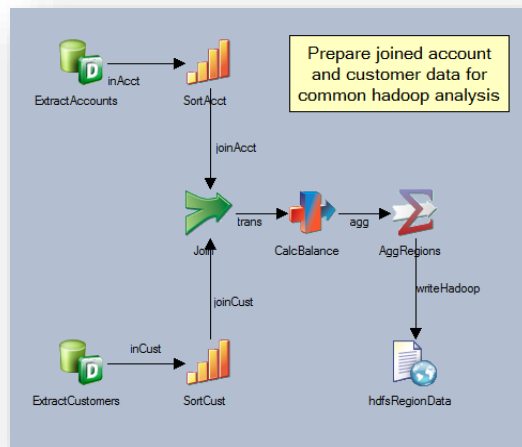 Prepare joined account
and customer data for
common hadoop analysis
inAcct
ExtractAccounts
SortAcct
joinAcct
Join
trans
CalcBalance
agg
AggRegions
joinCust
writeHadoop
inCust
ExtractCustomers
SortCust
hdfsRegionData
D
D